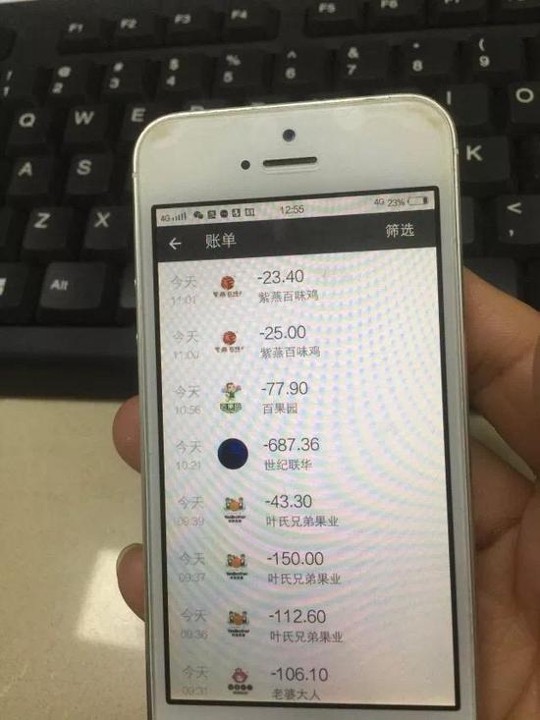 F1 F2 F3 F4 F5 F6 F7 F8
! 1 @ 2 # 3 $ 4 % 5 ^ 6 & 7 * 8 ( 9
Q W E I O
A S K
Z X < ,
Alt
4G 12:55 4G 23%
← 账单 筛选
今天 -23.40
11:01 紫燕百味鸡
今天 -25.00
11:00 紫燕百味鸡
今天 -77.90
10:56 百果园
今天 -687.36
10:21 世纪联华
今天 -43.30
09:39 叶氏兄弟果业
今天 -150.00
09:37 叶氏兄弟果业
今天 -112.60
09:36 叶氏兄弟果业
今天 -106.10
09:31 老婆大人